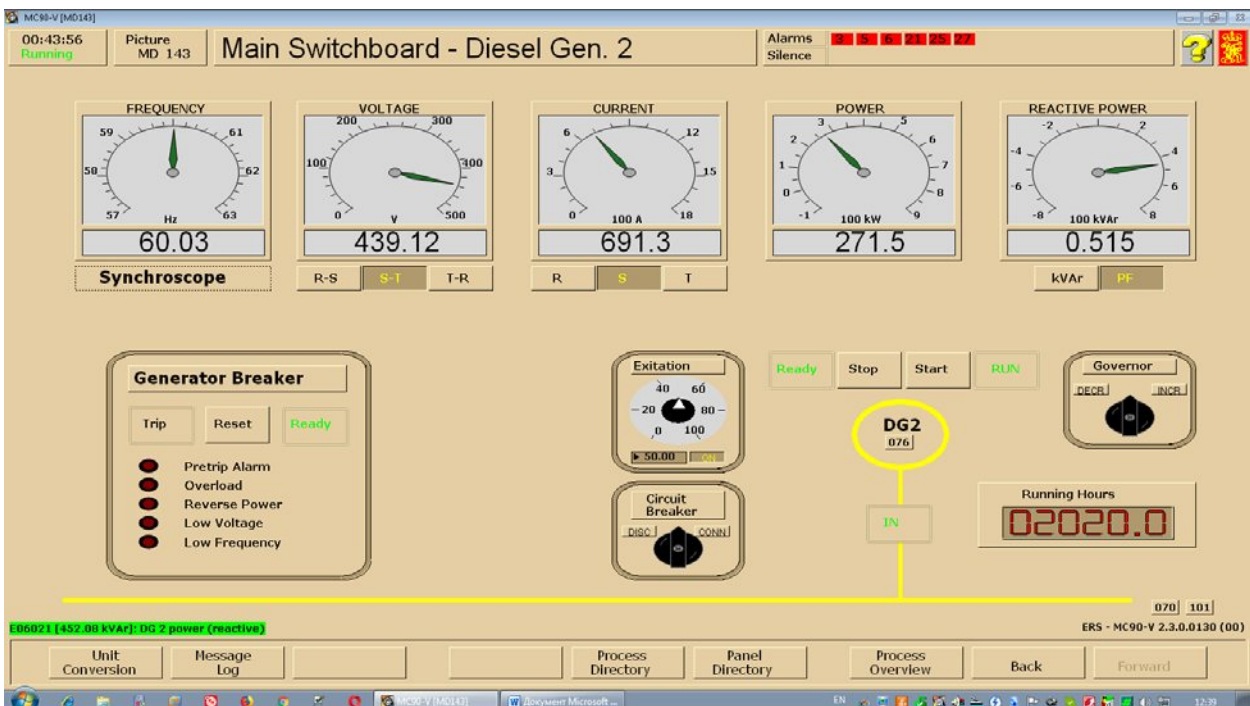 MC90-V [MD143]
00:43:56
Running
Picture
MD 143
Main Switchboard - Diesel Gen. 2
Alarms 3 5 6 21 25 27
Silence
FREQUENCY
57 58 59 61 62 63
Hz
60.03
VOLTAGE
0 100 200 300 300 500
V
439.12
CURRENT
0 3 6 12 15 18
100 A
691.3
POWER
-1 0 1 2 3 5 6 7 8 9
100 kW
271.5
REACTIVE POWER
-8 -6 -4 -2 2 4 6 8
100 kVAr
0.515
Synchroscope
R-S S-T T-R
R S T
kVAr PF
Generator Breaker
Trip Reset Ready
Pretrip Alarm
Overload
Reverse Power
Low Voltage
Low Frequency
Exitation
40 60
20 80
0 100
50.00 ON
Circuit
Breaker
DISC CONN
Ready Stop Start RUN
DG2
076
IN
Governor
DECR INCR
Running Hours
02020.0
070 101
E06021 [452.08 kVAr]: DG 2 power (reactive)
ERS - MC90-V 2.3.0.0130 (00)
Unit
Conversion
Message
Log
Process
Directory
Panel
Directory
Process
Overview
Back
Forward
MC90-V [MD143]
Документ Microsoft ...
EN
12:39